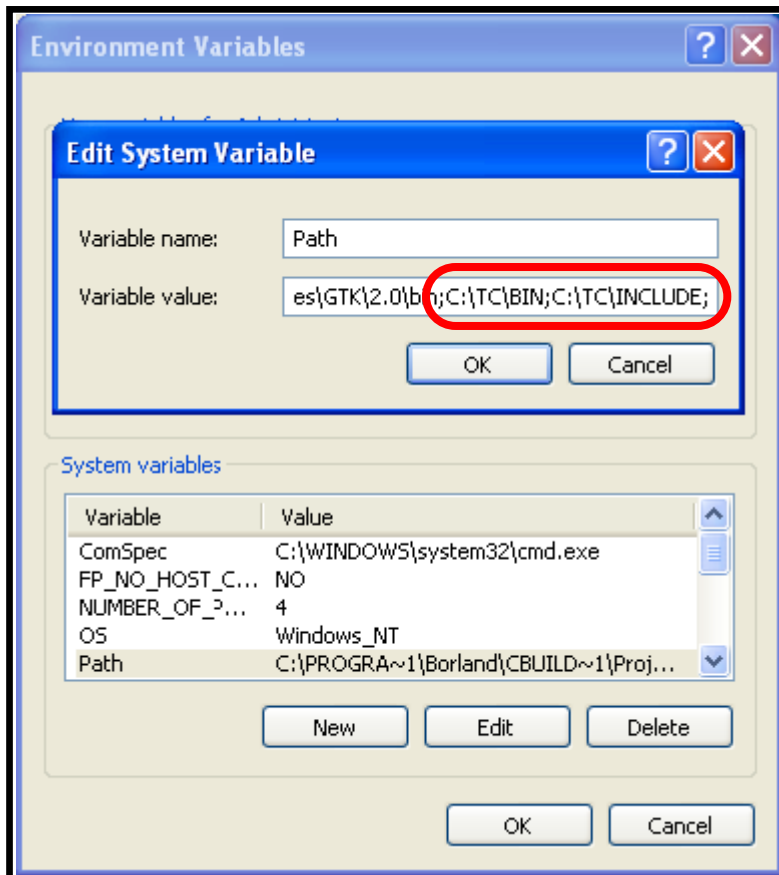 Environment Variables
Edit System Variable
Variable name:
Path
Variable value:
es\GTK\2.0\bin;C:\TC\BIN;C:\TC\INCLUDE;
OK
Cancel
System variables
Variable Value
ComSpec C:\WINDOWS\system32\cmd.exe
FP_NO_HOST_C... NO
NUMBER_OF_P... 4
OS Windows_NT
Path C:\PROGRA~1\Borland\CBUILD~1\Proj...
New Edit Delete
OK Cancel